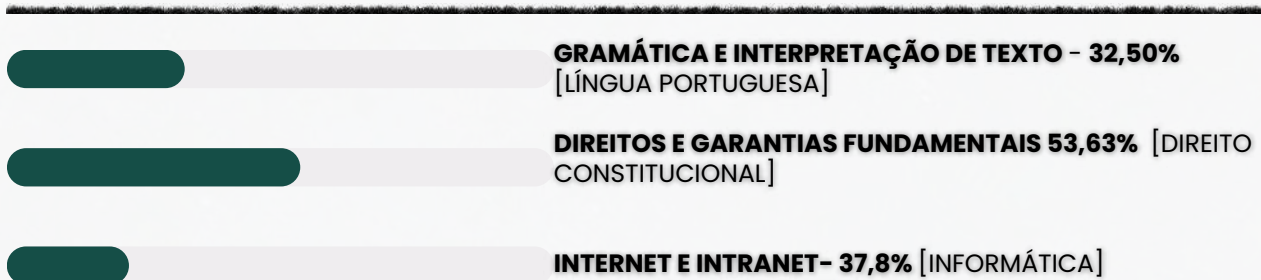 GRAMÁTICA E INTERPRETAÇÃO DE TEXTO - 32,50%
[LÍNGUA PORTUGUESA]
DIREITOS E GARANTIAS FUNDAMENTAIS 53,63% [DIREITO
CONSTITUCIONAL]
INTERNET E INTRANET- 37,8% [INFORMÁTICA]